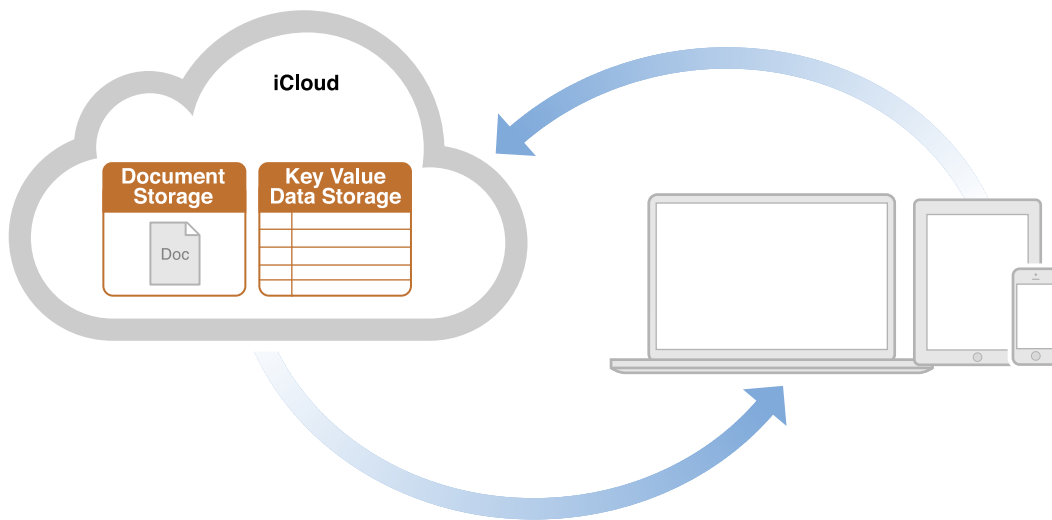 iCloud
Document
Storage
Key Value
Data Storage
Doc